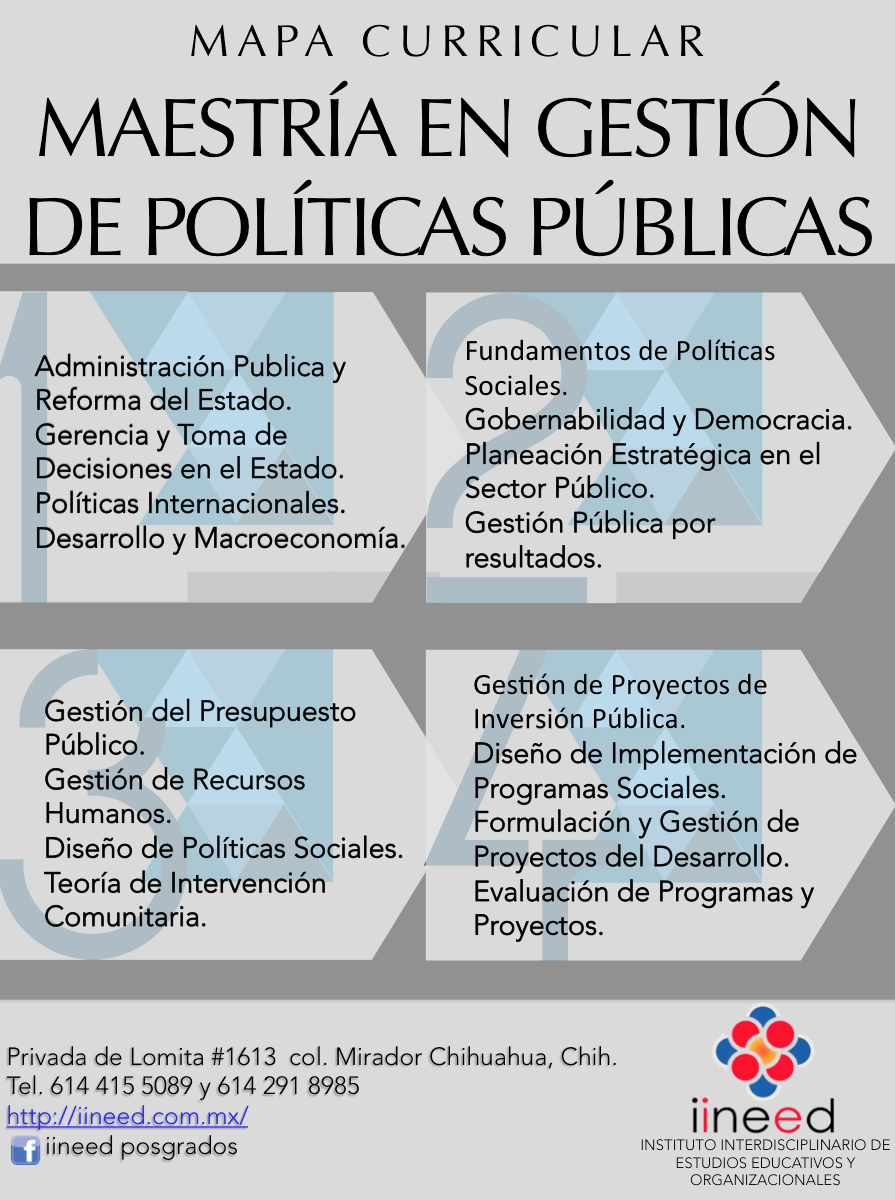 MAPA CURRICULAR
MAESTRÍA EN GESTIÓN
DE POLÍTICAS PÚBLICAS
1
Administración Publica y
Reforma del Estado.
Gerencia y Toma de
Decisiones en el Estado.
Políticas Internacionales.
Desarrollo y Macroeconomía.
2
Fundamentos de Políticas
Sociales.
Gobernabilidad y Democracia.
Planeación Estratégica en el
Sector Público.
Gestión Pública por
resultados.
3
Gestión del Presupuesto
Público.
Gestión de Recursos
Humanos.
Diseño de Políticas Sociales.
Teoría de Intervención
Comunitaria.
4
Gestión de Proyectos de
Inversión Pública.
Diseño de Implementación de
Programas Sociales.
Formulación y Gestión de
Proyectos del Desarrollo.
Evaluación de Programas y
Proyectos.
Privada de Lomita #1613 col. Mirador Chihuahua, Chih.
Tel. 614 415 5089 y 614 291 8985
http://iineed.com.mx/
f iineed posgrados
iineed
INSTITUTO INTERDISCIPLINARIO DE
ESTUDIOS EDUCATIVOS Y
ORGANIZACIONALES